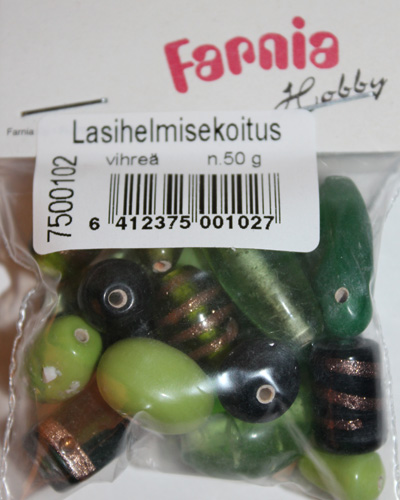 Farnia
Hobby
Farnia
Lasihelmisekoitus
vihreä n.50 g
7500102
6 412375 001027